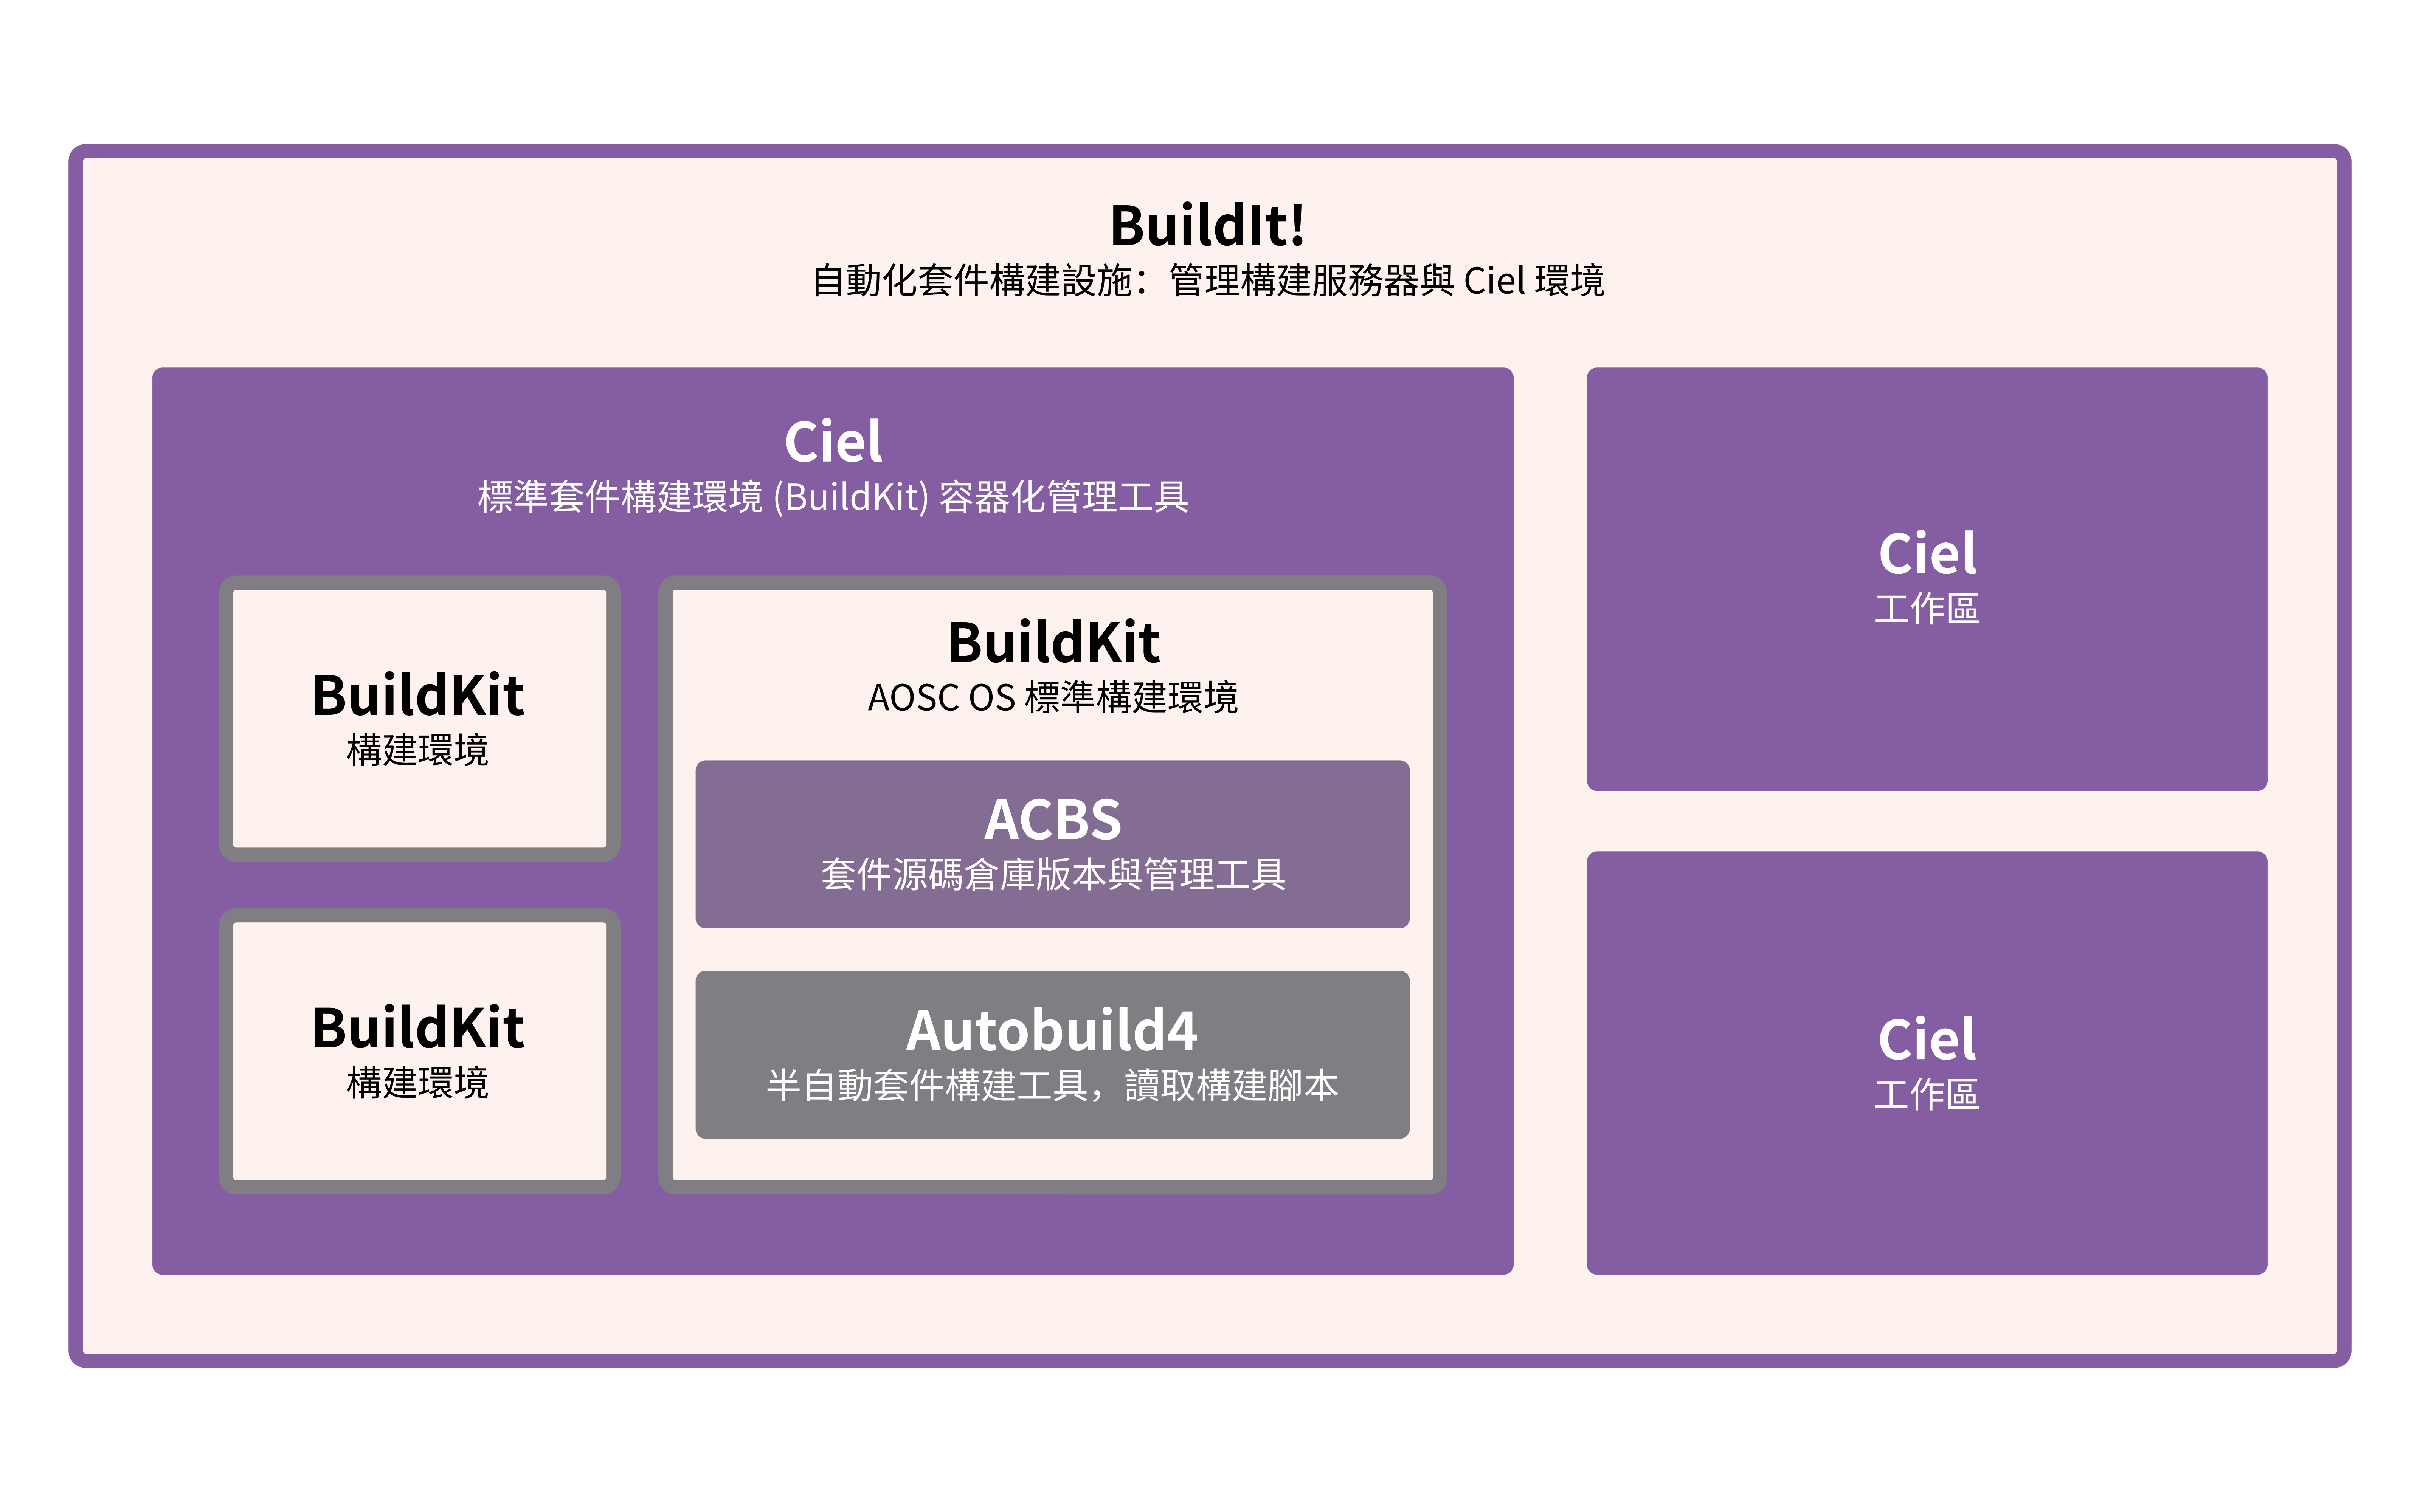 BuildIt!
自動化套件構建設施：管理構建服務器與 Ciel 環境
Ciel
標準套件構建環境 (BuildKit) 容器化管理工具
BuildKit
構建環境
BuildKit
構建環境
BuildKit
AOSC OS 標準構建環境
ACBS
套件源碼倉庫版本與管理工具
Autobuild4
半自動套件構建工具，讀取構建腳本
Ciel
工作區
Ciel
工作區